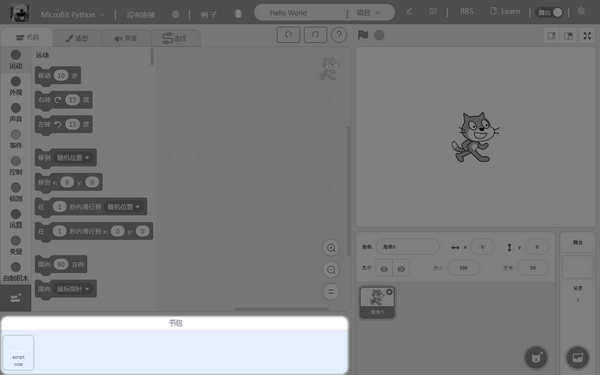 MicroBit Python
没有连接
例子
Hello World
项目
BBS
Learn
舞台
代码
造型
声音
连线
运动
外观
声音
事件
控制
侦测
运算
变量
自制积木
运动
移动 10 步
右转 15 度
左转 15 度
移到 随机位置
移到 x: 0 y: 0
在 1 秒内滑行到 随机位置
在 1 秒内滑行到 x: 0 y: 0
面向 90 方向
面向 鼠标指针
角色 角色1 x 0 y 0
显示 大小 100 方向 90
角色1
舞台
背景
1
书包
script
code